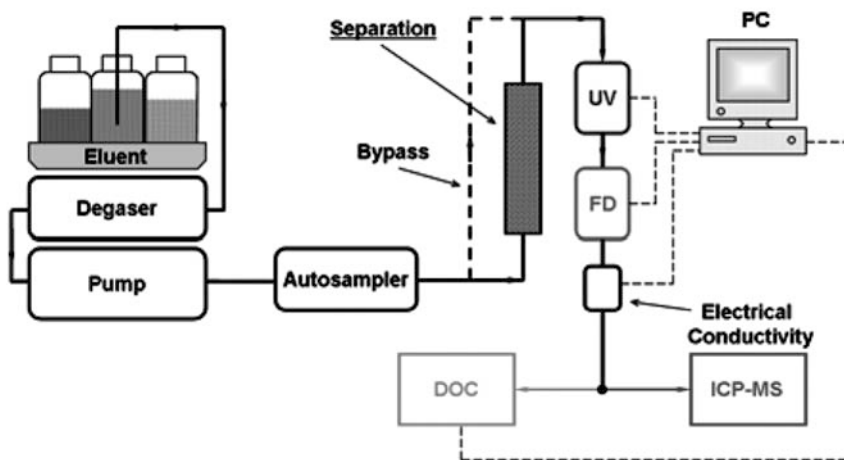 Separation
PC
UV
Eluent
Bypass
Degaser
FD
Pump
Autosampler
Electrical
Conductivity
DOC
ICP-MS